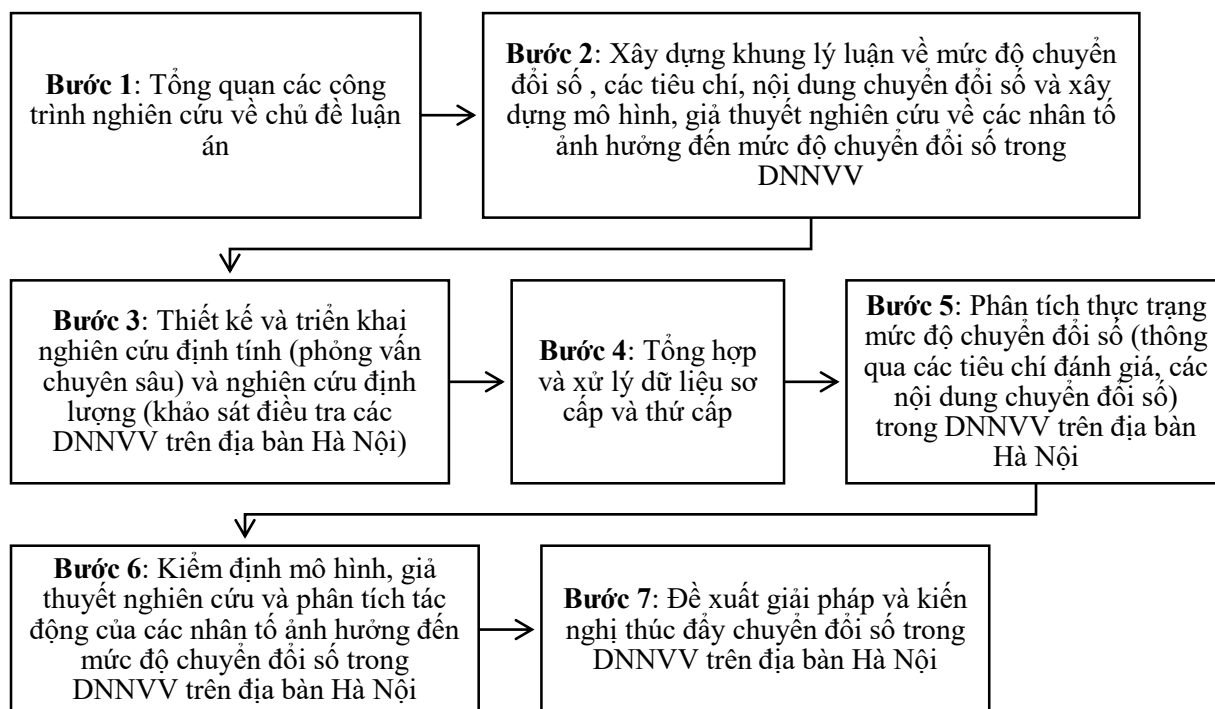 Bước 1: Tổng quan các công
trình nghiên cứu về chủ đề luận
án
Bước 2: Xây dựng khung lý luận về mức độ chuyển
đổi số , các tiêu chí, nội dung chuyển đổi số và xây
dựng mô hình, giả thuyết nghiên cứu về các nhân tố
ảnh hưởng đến mức độ chuyển đổi số trong
DNNVV
Bước 3: Thiết kế và triển khai
nghiên cứu định tính (phỏng vấn
chuyên sâu) và nghiện cứu định
lượng (khảo sát điều tra các
DNNVV trên địa bàn Hà Nội)
Bước 4: Tổng hợp
và xử lý dữ liệu sơ
cấp và thứ cấp
Bước 5: Phân tích thực trạng
mức độ chuyển đổi số (thông
qua các tiêu chí đánh giá, các
nội dung chuyển đổi số)
trong DNNVV trên địa bàn
Hà Nội
Bước 6: Kiểm định mô hình, giả
thuyết nghiên cứu và phân tích tác
động của các nhân tố ảnh hưởng đến
mức độ chuyển đổi số trong
DNNVV trên địa bàn Hà Nội
Bước 7: Đề xuất giải pháp và kiến
nghị thúc đẩy chuyển đổi số trong
DNNVV trên địa bàn Hà Nội